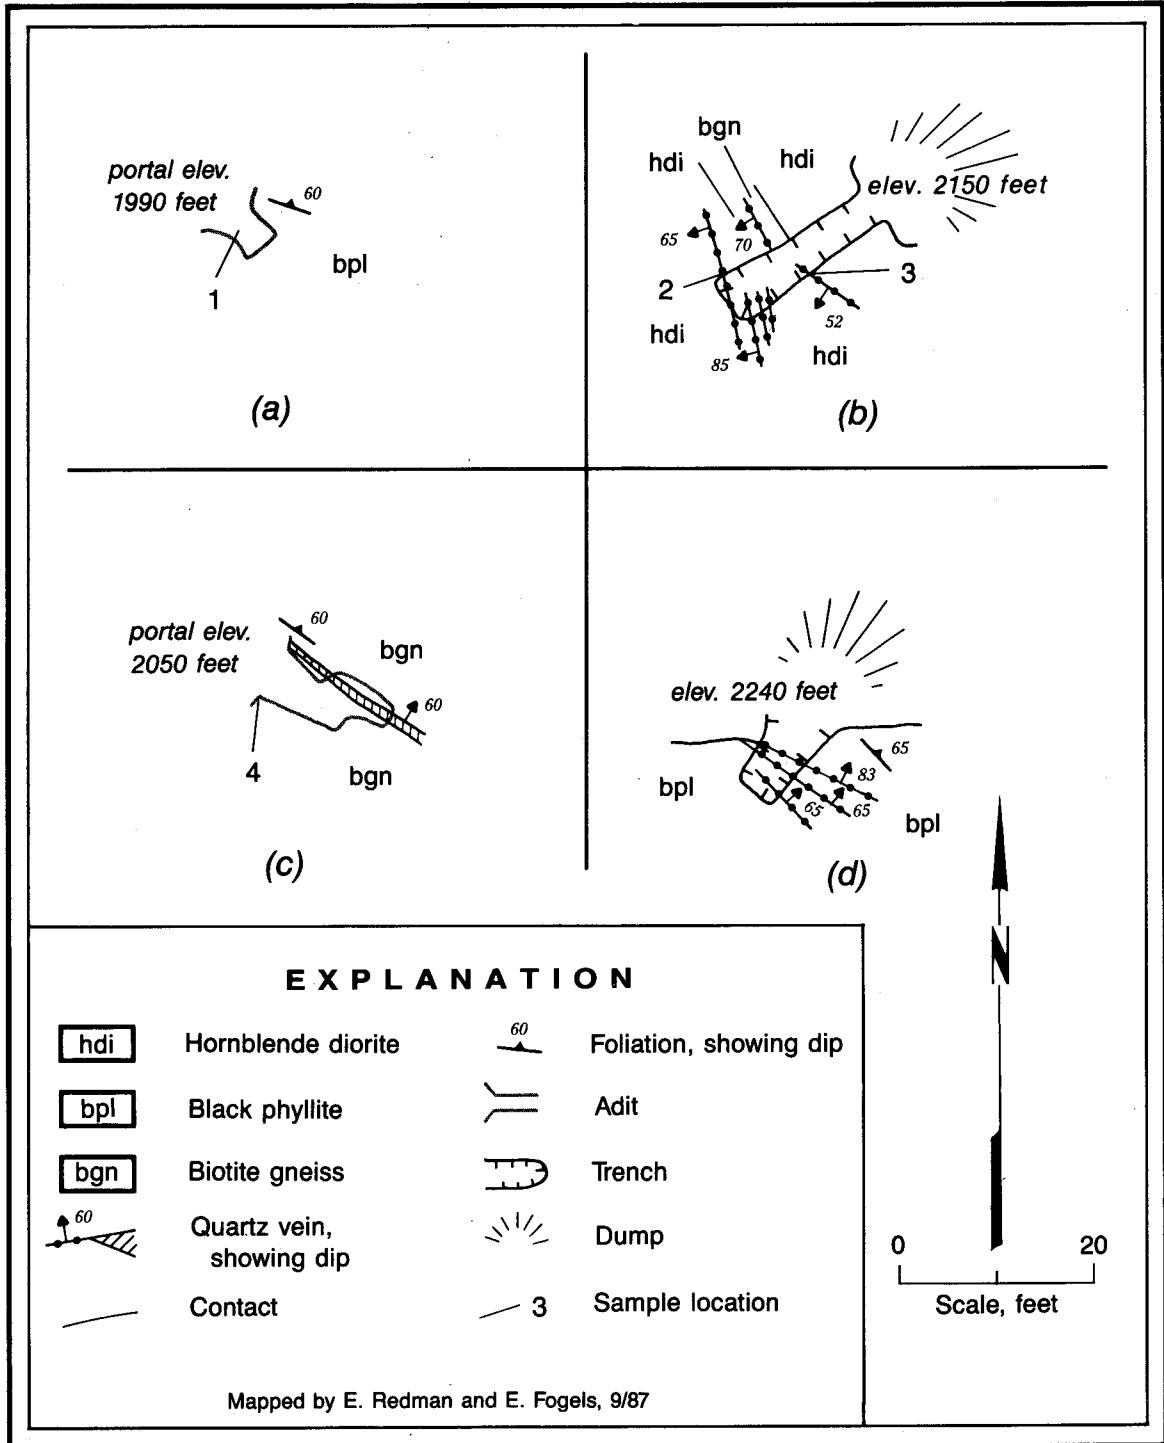 portal elev.
1990 feet
60
bpl
1
(a)
bgn
hdi
hdi
elev. 2150 feet
65
70
2
3
hdi
52
hdi
85
(b)
60
portal elev.
2050 feet
bgn
60
4
bgn
(c)
elev. 2240 feet
65
83
bpl
65
65
bpl
(d)
N
0
20
Scale, feet
EXPLANATION
hdi
Hornblende diorite
bpl
Black phyllite
bgn
Biotite gneiss
60
Quartz vein,
showing dip
Contact
60
Foliation, showing dip
Adit
Trench
Dump
3
Sample location
Mapped by E. Redman and E. Fogels, 9/87